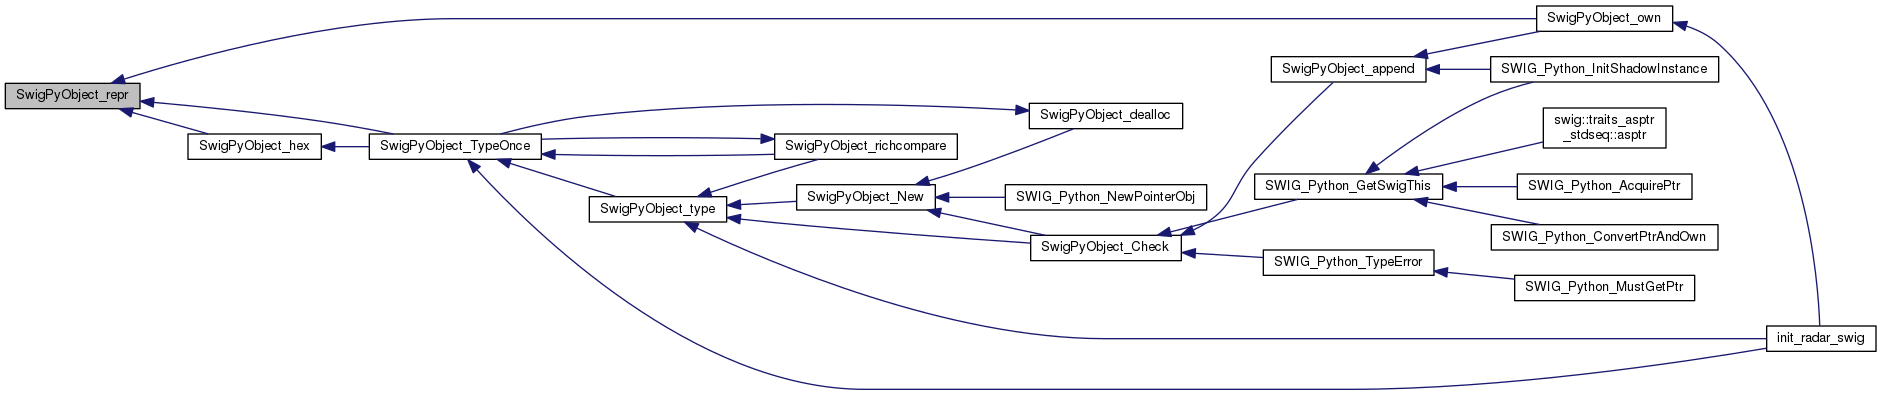 SwigPyObject_repr
SwigPyObject_hex
SwigPyObject_TypeOnce
SwigPyObject_type
SwigPyObject_richcompare
SwigPyObject_New
SwigPyObject_dealloc
SWIG_Python_NewPointerObj
SwigPyObject_Check
SwigPyObject_append
SWIG_Python_GetSwigThis
SWIG_Python_TypeError
SwigPyObject_own
SWIG_Python_InitShadowInstance
swig::traits_asptr
_stdseq::asptr
SWIG_Python_AcquirePtr
SWIG_Python_ConvertPtrAndOwn
SWIG_Python_MustGetPtr
init_radar_swig